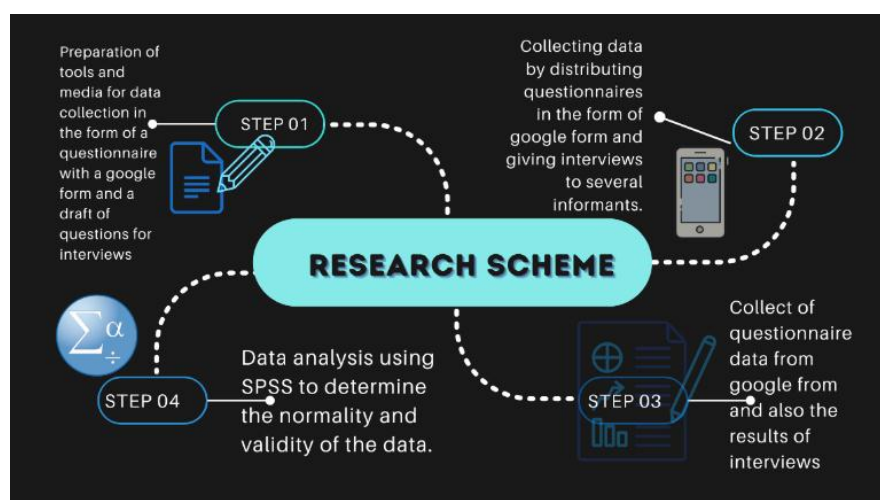 Preparation of
tools and
media for data
collection in
the form of a
questionnaire
with a google
form and a
draft of
questions for
interviews
STEP 01
Collecting data
by distributing
questionnaires
in the form of
google form and
giving interviews
to several
informants.
STEP 02
RESEARCH SCHEME
Collect of
questionnaire
data from
google from
and also the
results of
interviews
STEP 03
Data analysis using
SPSS to determine
the normality and
validity of the data.
STEP 04
Σα
÷